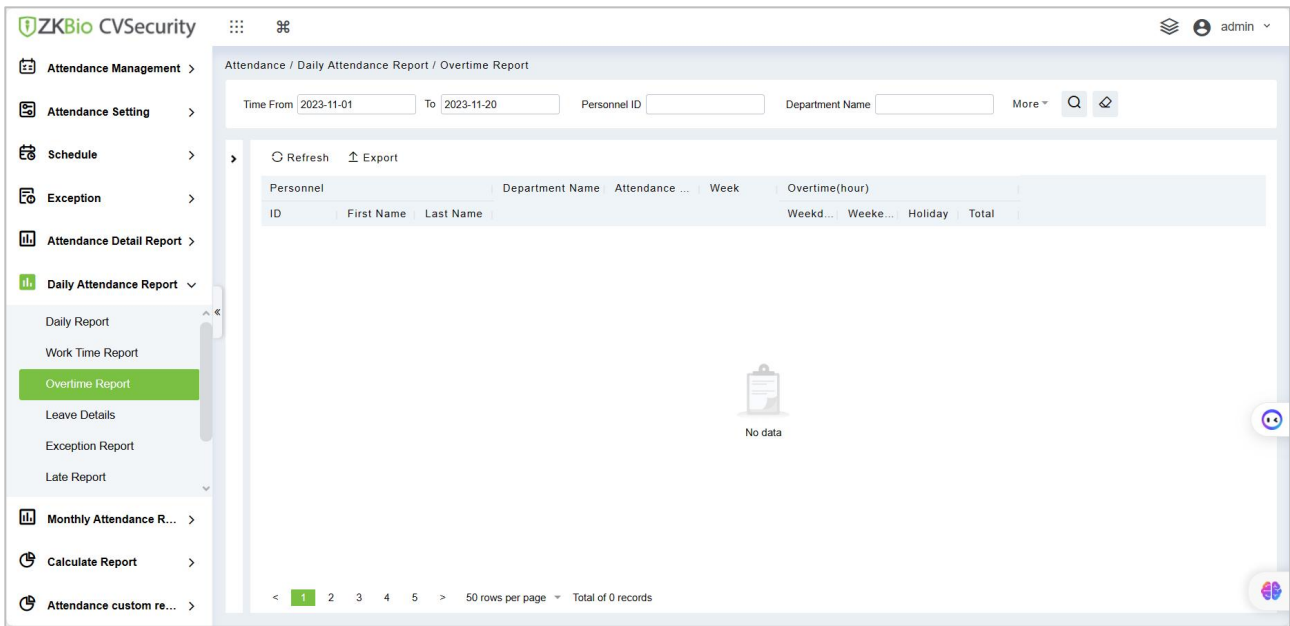 ZKBio CVSecurity
admin
Attendance Management
Attendance Setting
Schedule
Exception
Attendance Detail Report
Daily Attendance Report
Daily Report
Work Time Report
Overtime Report
Leave Details
Exception Report
Late Report
Monthly Attendance R...
Calculate Report
Attendance custom re...
Attendance / Daily Attendance Report / Overtime Report
Time From 2023-11-01 To 2023-11-20 Personnel ID Department Name More
Refresh Export
Personnel Department Name Attendance ... Week Overtime(hour)
ID First Name Last Name Weekd... Weeke... Holiday Total
No data
< 1 2 3 4 5 > 50 rows per page Total of 0 records